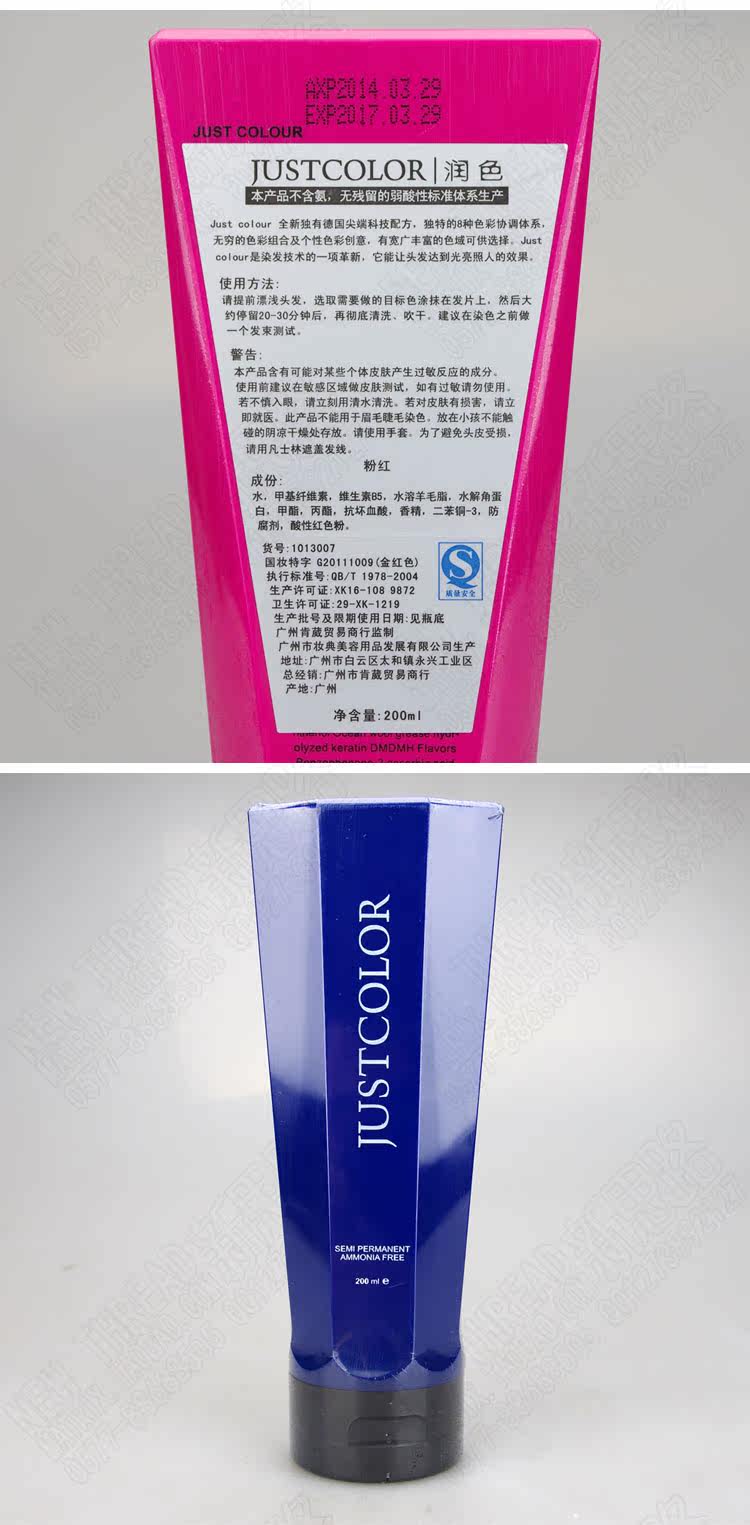 AXP2014.03.29
EXP2017.03.29
JUST COLOUR
JUSTCOLOR|润色
本产品不含氨，无残留的弱酸性标准体系生产
Just colour 全新独有德国尖端科技配方，独特的8种色彩协调体系，
无穷的色彩组合及个性色彩创意，有宽广丰富的色域可供选择。Just
colour是染发技术的一项革新，它能让头发达到光亮照人的效果。
使用方法：
请提前漂浅头发，选取需要做的目标色涂抹在发片上，然后大
约停留20-30分钟后，再彻底清洗、吹干。建议在染色之前做
一个发束测试。
警告：
本产品含有可能对某些个体皮肤产生过敏反应的成分。
使用前建议在敏感区域做皮肤测试，如有过敏请勿使用。
若不慎入眼，请立刻用清水清洗。若对皮肤有损害，请立
即就医。此产品不能用于眉毛睫毛染色。放在小孩不能触
碰的阴凉干燥处存放。请使用手套。为了避免头皮受损，
请用凡士林遮盖发线。
粉红
成份：
水，甲基纤维素，维生素B5，水溶羊毛脂，水解角蛋
白，甲酯，丙酯，抗坏血酸，香精，二苯铜-3，防
腐剂，酸性红色粉。
货号:1013007
国妆特字 G20111009(金红色)
执行标准号:QB/T 1978-2004
生产许可证:XK16-108 9872
卫生许可证:29-XK-1219
质量安全
生产批号及限期使用日期:见瓶底
广州肯葳贸易商行监制
广州市妆典美容用品发展有限公司生产
地址:广州市白云区太和镇永兴工业区
总经销:广州市肯葳贸易商行
产地:广州
净含量:200ml
olyzed keratin DMDMH Flavors
JUSTCOLOR
SEMI PERMANENT
AMMONIA FREE
200 ml e